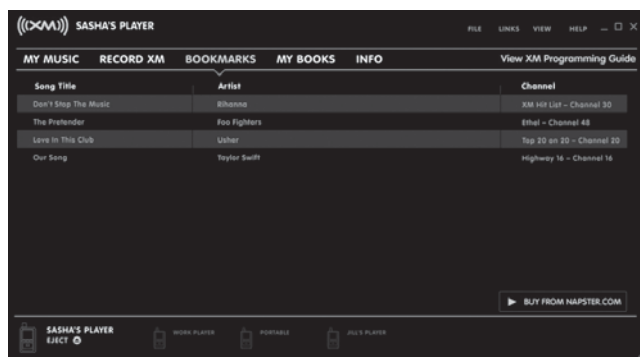 ((XM)) SASHA'S PLAYER FILE LINKS VIEW HELP
MY MUSIC RECORD XM BOOKMARKS MY BOOKS INFO View XM Programming Guide
Song Title Artist Channel
Don't Stop The Music Rihanna XM Hit List – Channel 30
The Pretender Foo Fighters Ethel – Channel 48
Love In This Club Usher Top 20 on 20 – Channel 20
Our Song Taylor Swift Highway 16 – Channel 16
BUY FROM NAPSTER.COM
SASHA'S PLAYER WORK PLAYER PORTABLE JILL'S PLAYER
EJECT